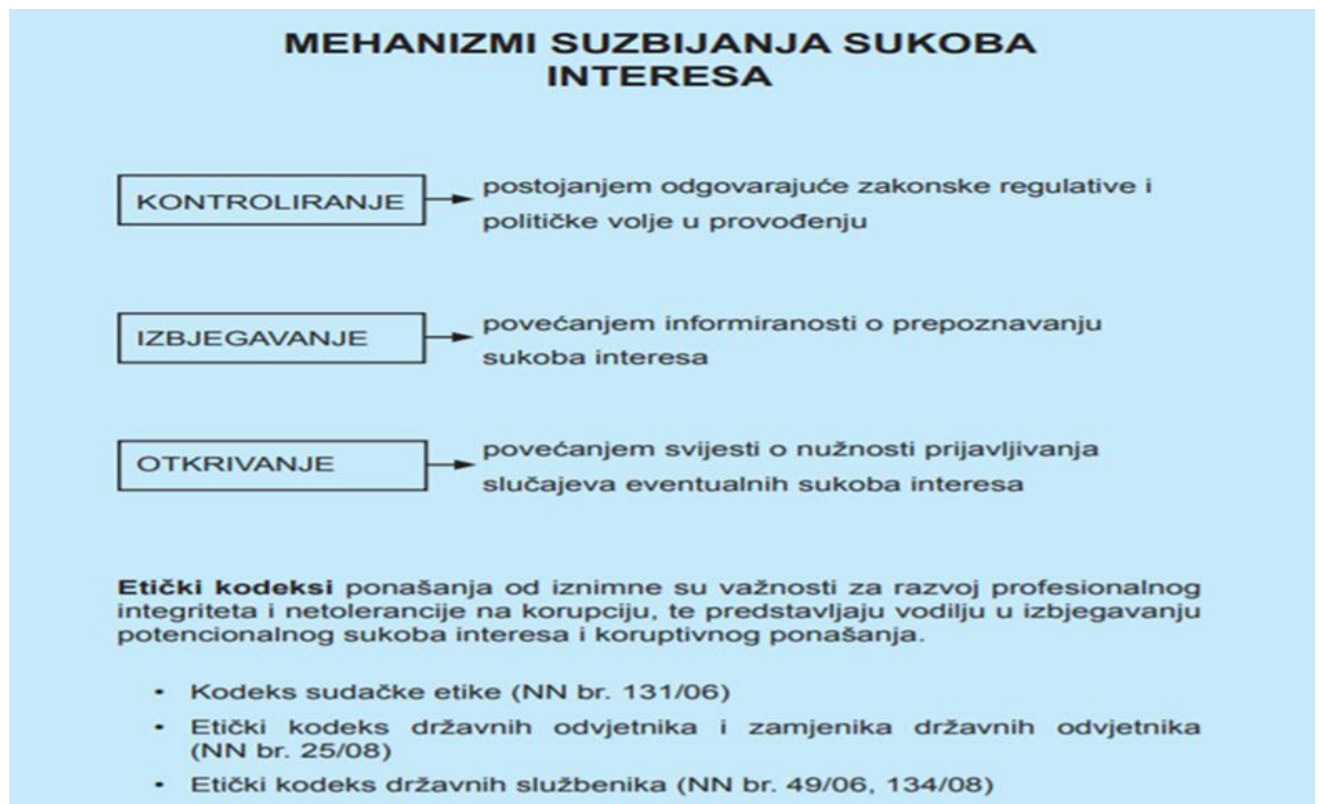 MEHANIZMI SUZBIJANJA SUKOBA
INTERESA
KONTROLIRANJE
postojanjem odgovarajuće zakonske regulative i
političke volje u provođenju
IZBJEGAVANJE
povećanjem informiranosti o prepoznavanju
sukoba interesa
OTKRIVANJE
povećanjem svijesti o nužnosti prijavljivanja
slučajeva eventualnih sukoba interesa
Etički kodeksi ponašanja od iznimne su važnosti za razvoj profesionalnog
integriteta i netolerancije na korupciju, te predstavljaju vodilju u izbjegavanju
potencionalnog sukoba interesa i koruptivnog ponašanja.
• Kodeks sudačke etike (NN br. 131/06)
• Etički kodeks državnih odvjetnika i zamjenika državnih odvjetnika
(NN br. 25/08)
• Etički kodeks državnih službenika (NN br. 49/06, 134/08)